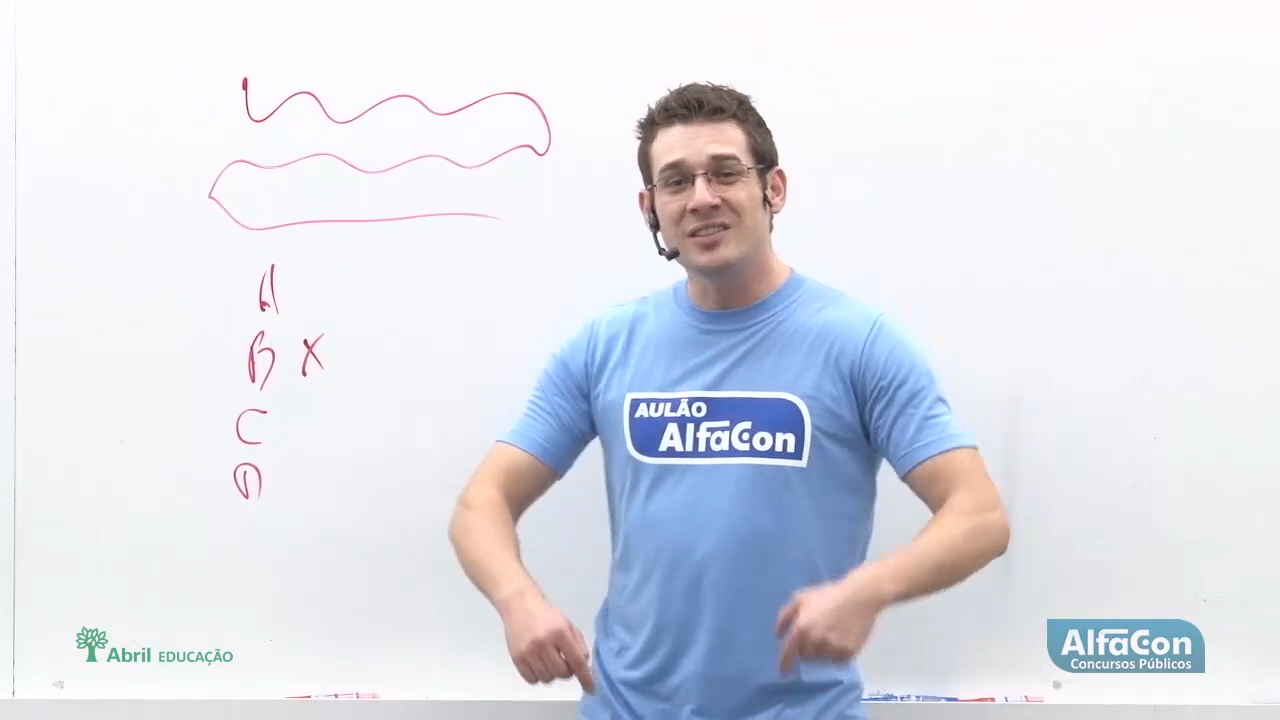 A
B X
C
D
AULÃO
AlfaCon
Abril EDUCAÇÃO
AlfaCon
Concursos Públicos